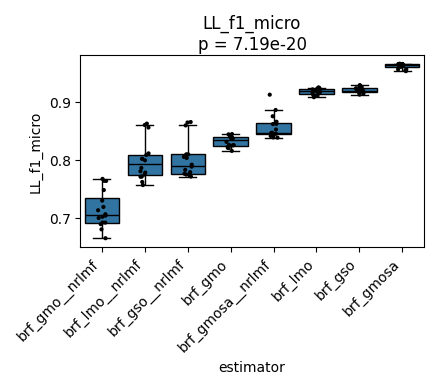 LL_f1_micro
p = 7.19e-20
LL_f1_micro
0.9
0.8
0.7
brf_gmo__nrlmf
brf_lmo__nrlmf
brf_gso__nrlmf
brf_gmo
brf_gmosa__nrlmf
brf_lmo
brf_gso
brf_gmosa
estimator